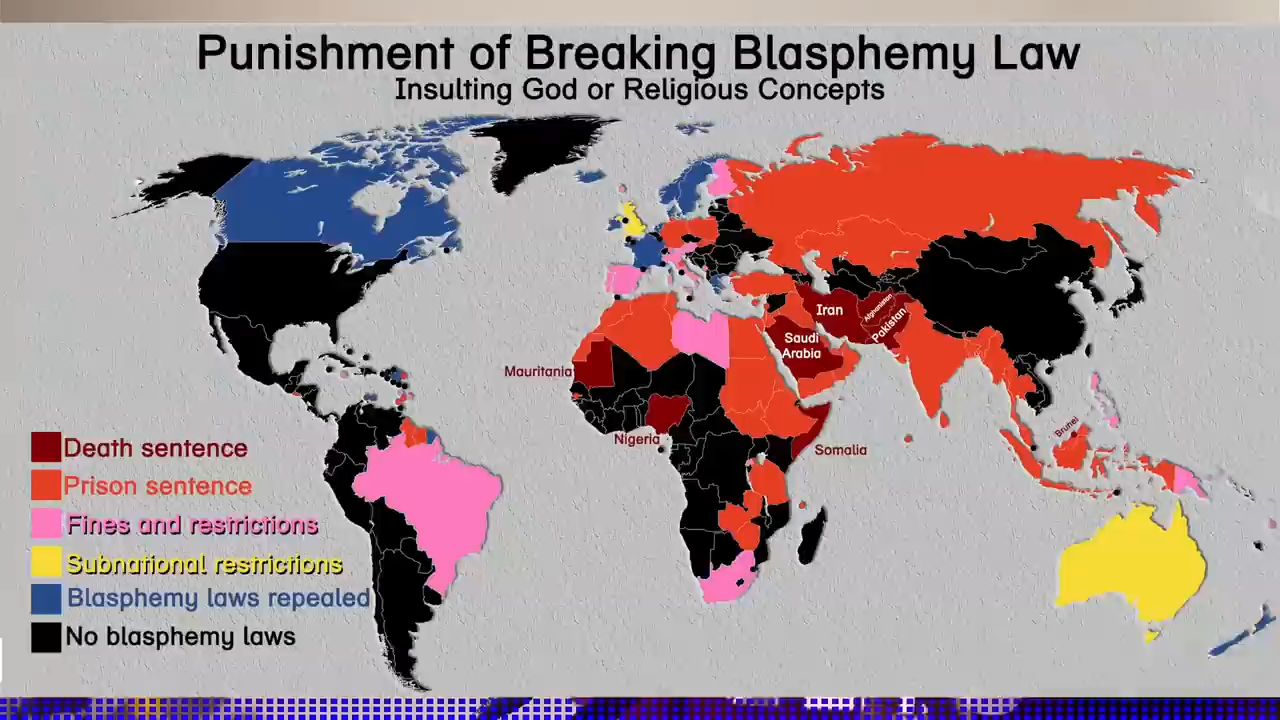 Punishment of Breaking Blasphemy Law
Insulting God or Religious Concepts
Iran
Afghanistan
Pakistan
Saudi
Arabia
Mauritania
Nigeria
Somalia
Brunei
Death sentence
Prison sentence
Fines and restrictions
Subnational restrictions
Blasphemy laws repealed
No blasphemy laws